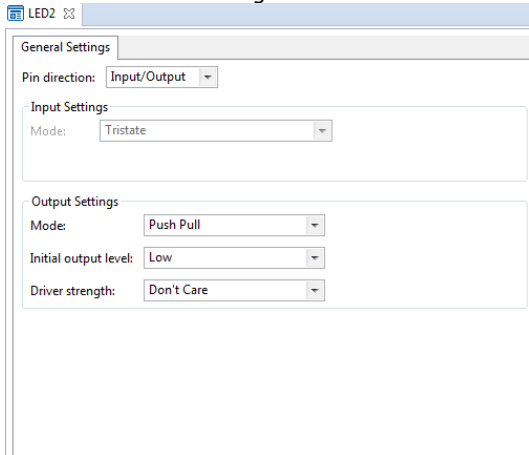 LED2
General Settings
Pin direction: Input/Output
Input Settings
Mode: Tristate
Output Settings
Mode: Push Pull
Initial output level: Low
Driver strength: Don't Care